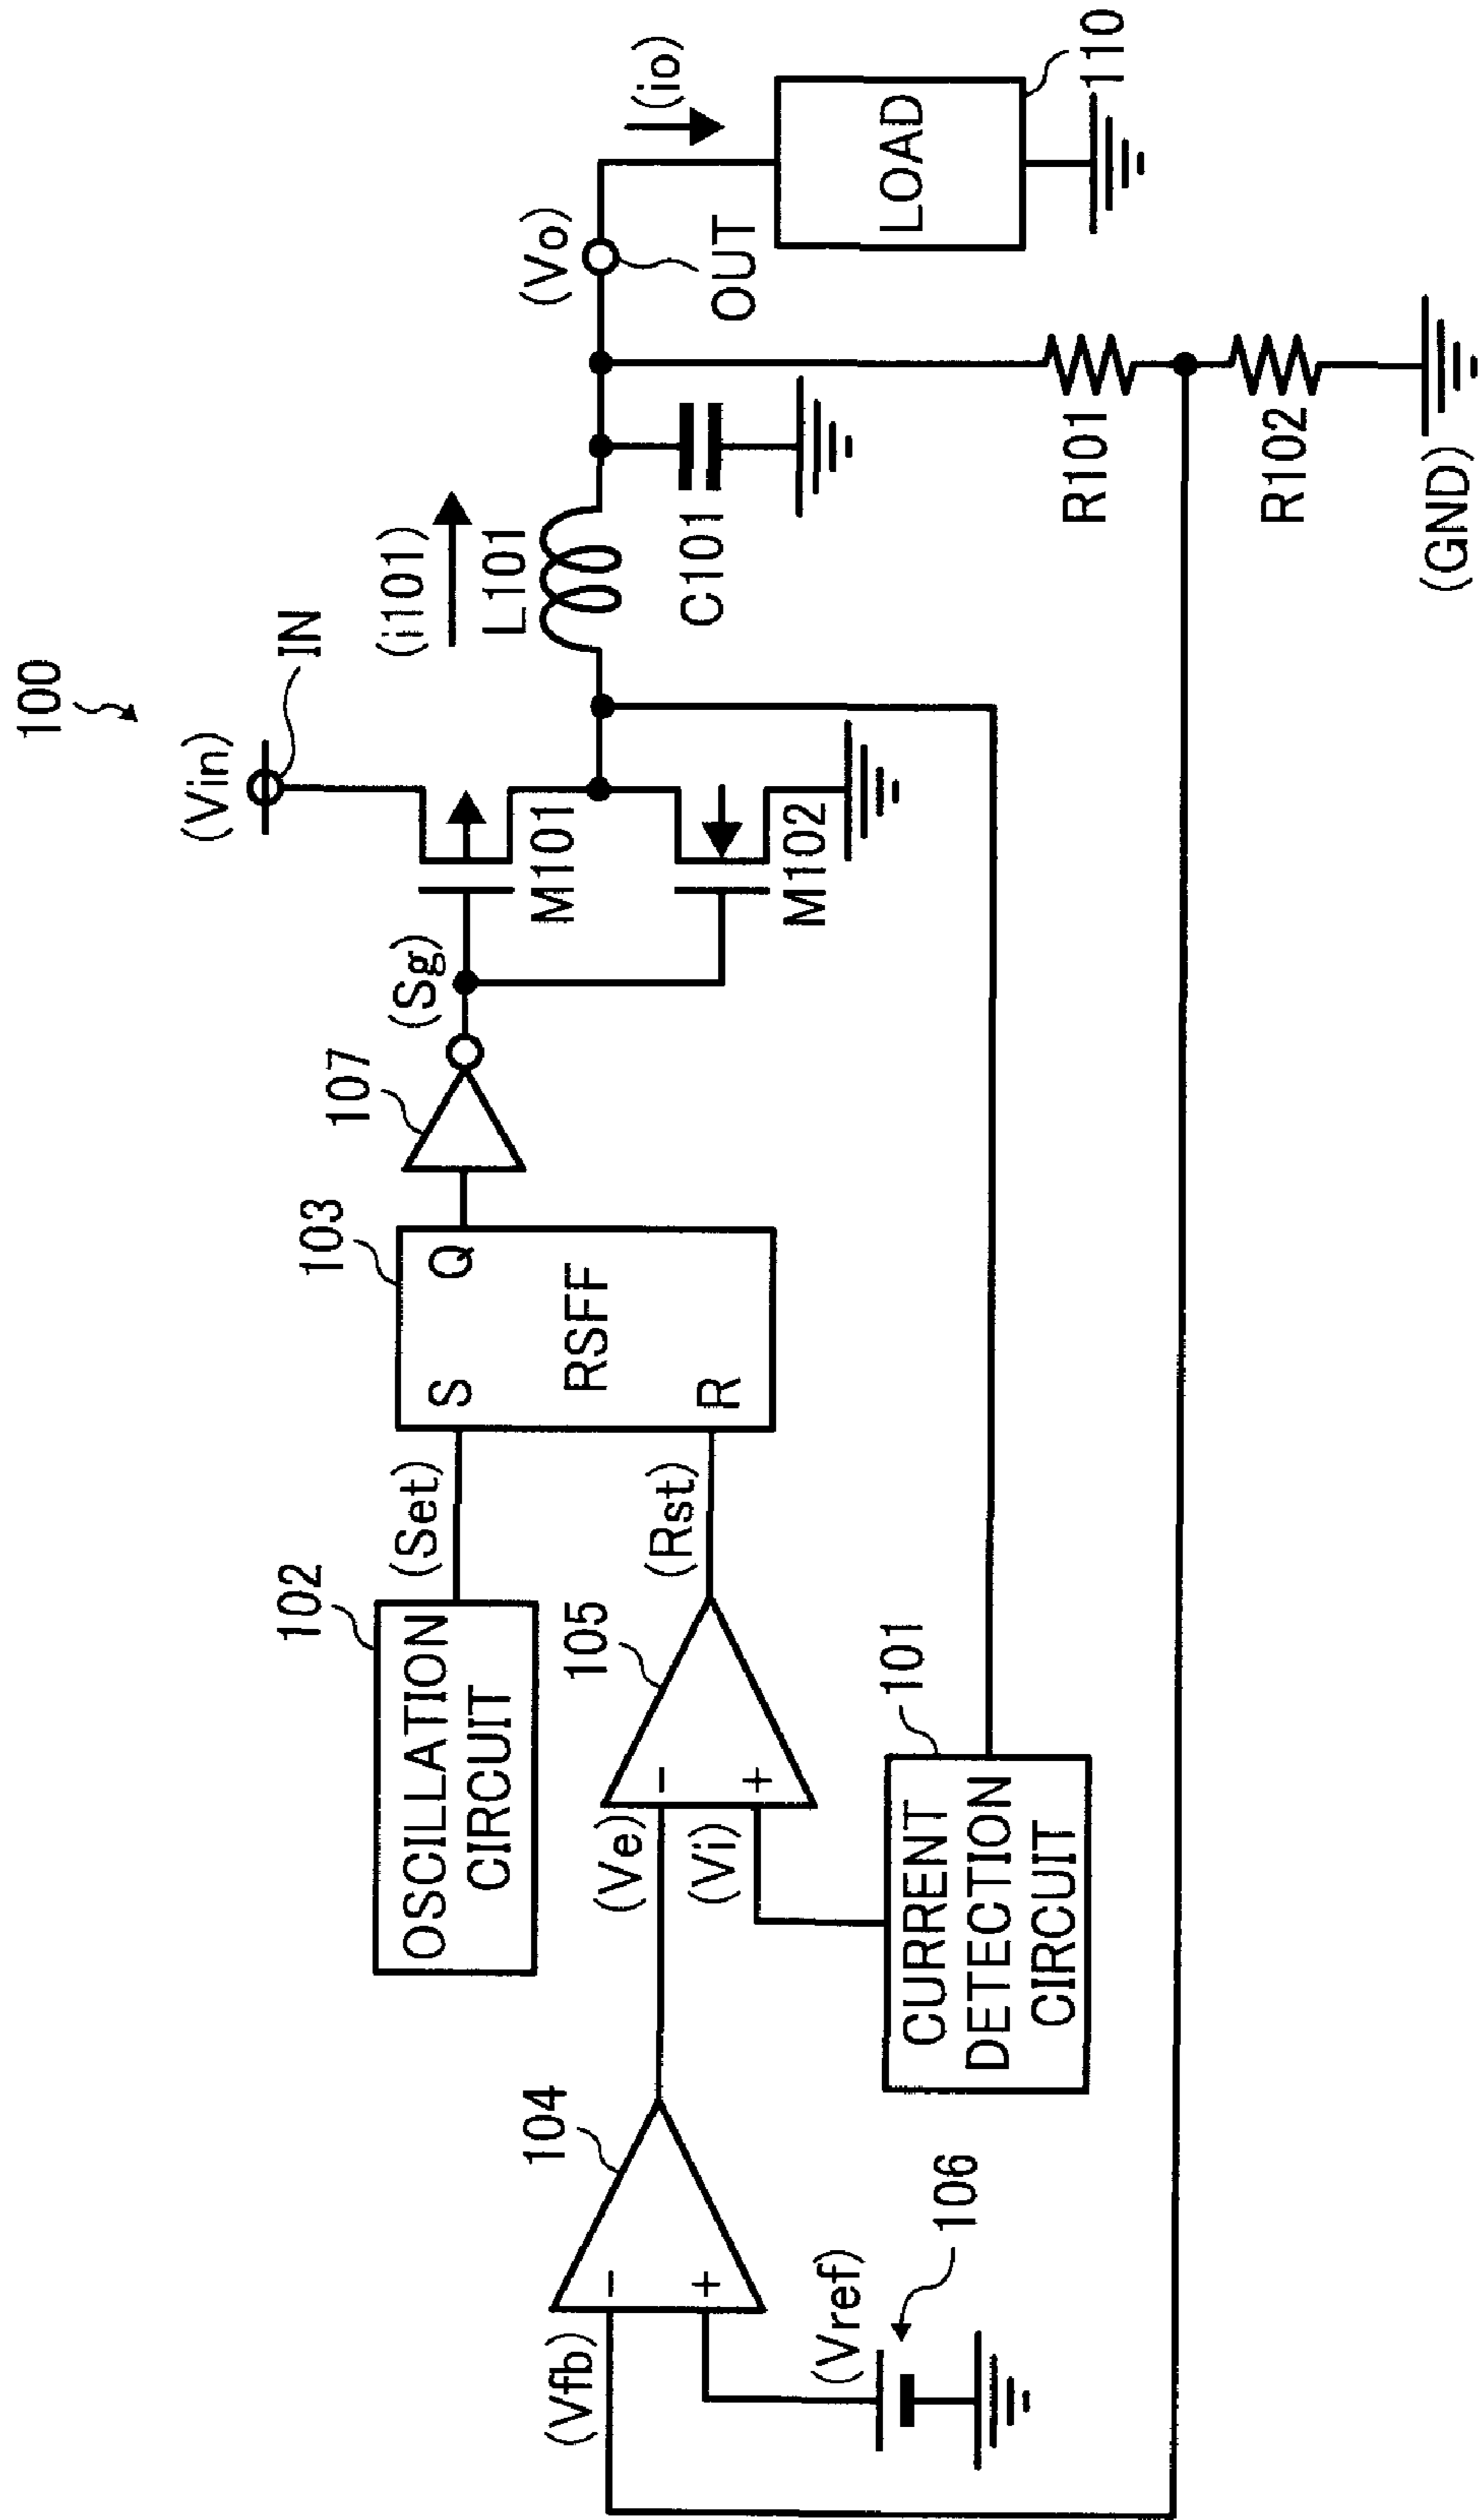 100
(Vin)
IN
(i101)
L101
(Vo)
(io)
OUT
LOAD
110
C101
R101
R102
(GND)
M101
M102
(Sg)
107
103
S
Q
RSFF
R
(Set)
(Rst)
102
OSCILLATION
CIRCUIT
105
−
+
(Ve)
(Vi)
101
CURRENT
DETECTION
CIRCUIT
104
−
+
(Vfb)
(Vref)
106